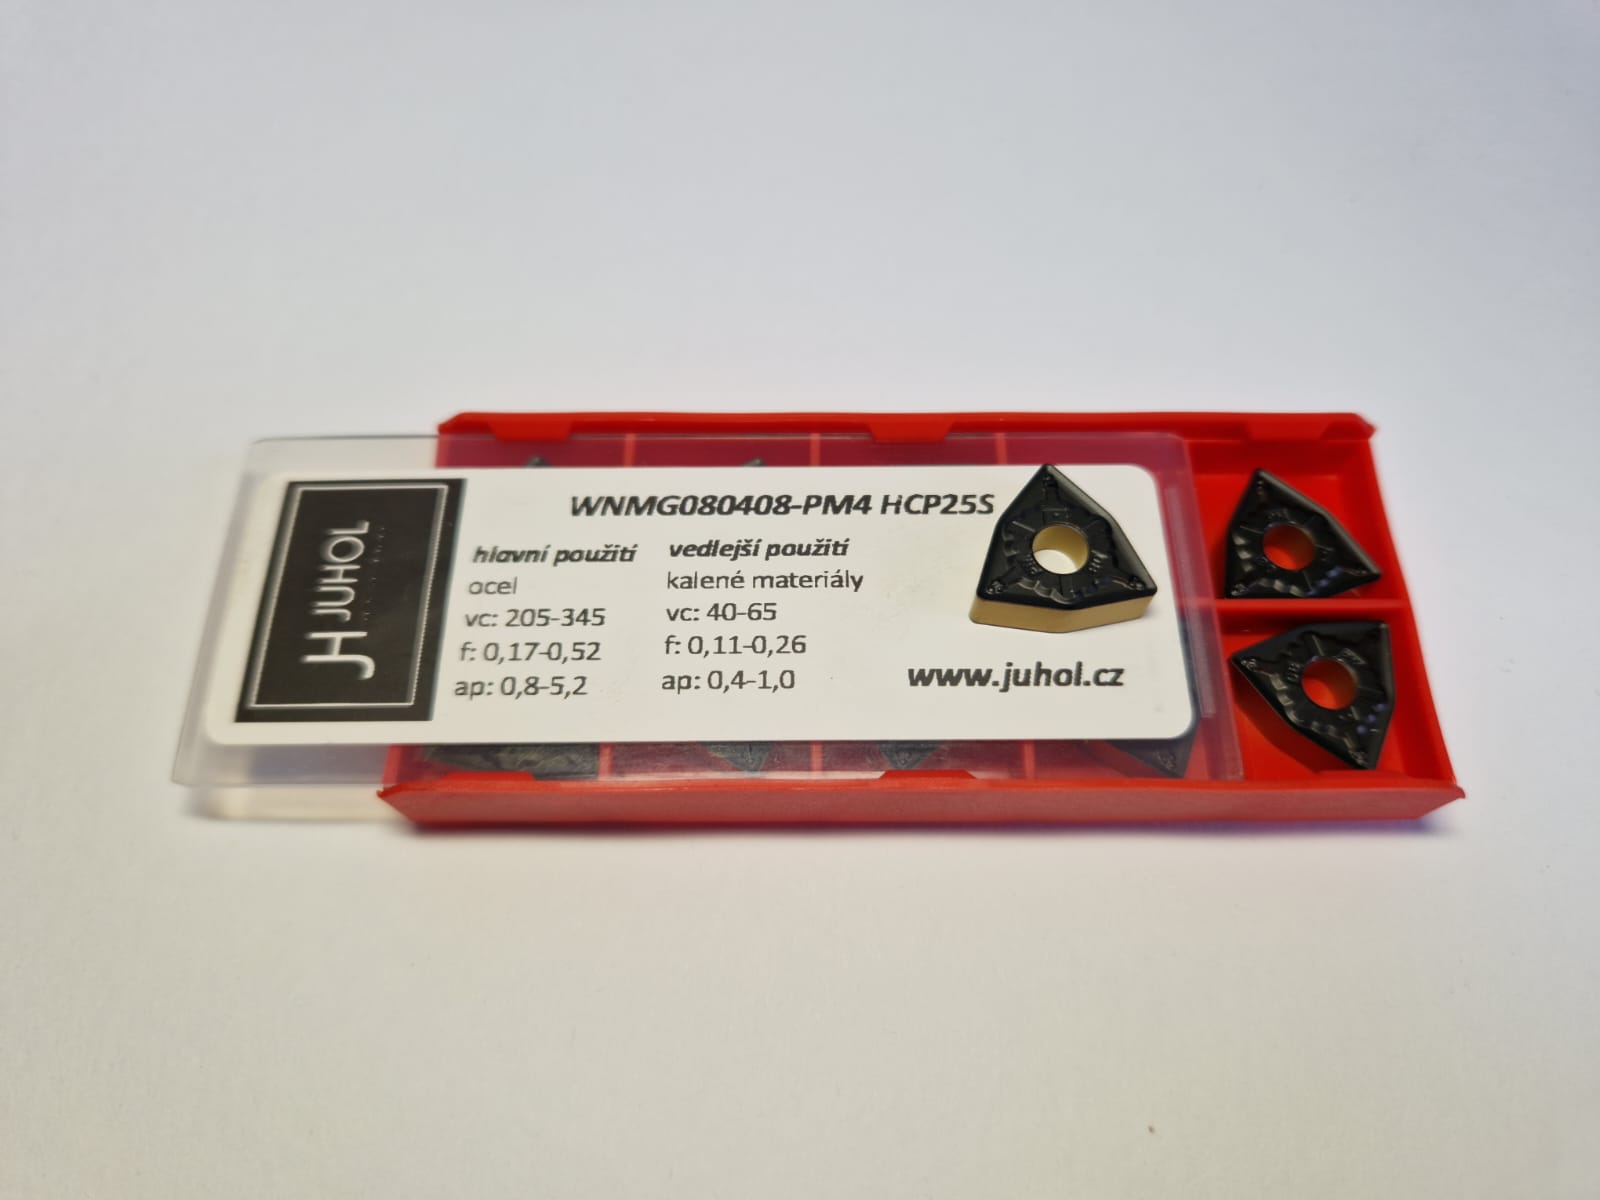 JH JUHOL
WNMG080408-PM4 HCP25S
hlavní použití
ocel
vc: 205-345
f: 0,17-0,52
ap: 0,8-5,2
vedlejší použití
kalené materiály
vc: 40-65
f: 0,11-0,26
ap: 0,4-1,0
www.juhol.cz